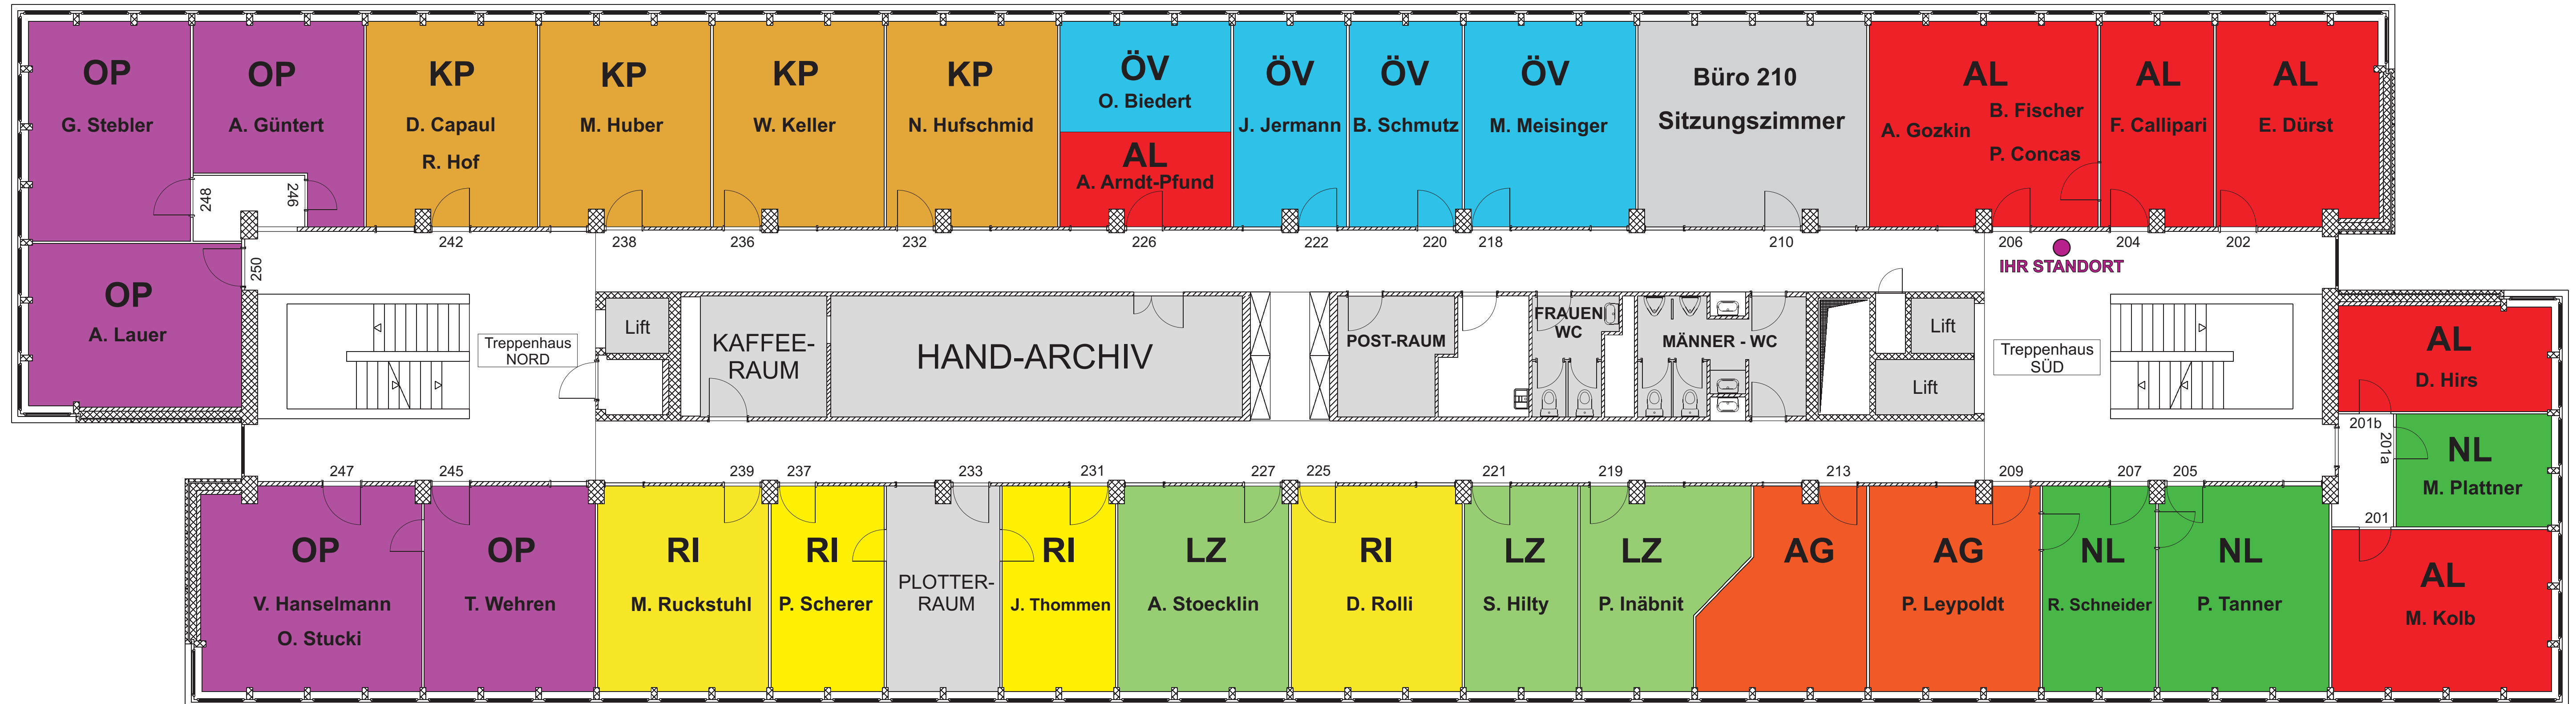 OP
G. Stebler
OP
A. Güntert
KP
D. Capaul
R. Hof
KP
M. Huber
KP
W. Keller
KP
N. Hufschmid
ÖV
O. Biedert
AL
A. Arndt-Pfund
ÖV
J. Jermann
ÖV
B. Schmutz
ÖV
M. Meisinger
Büro 210
Sitzungszimmer
AL
B. Fischer
A. Gozkin
P. Concas
AL
F. Callipari
AL
E. Dürst
248
246
242
238
236
232
226
222
220
218
210
206
204
202
IHR STANDORT
250
OP
A. Lauer
Treppenhaus
NORD
Lift
KAFFEE-
RAUM
HAND-ARCHIV
POST-RAUM
FRAUEN
WC
MÄNNER - WC
Lift
Lift
Treppenhaus
SÜD
AL
D. Hirs
201b
201a
NL
M. Plattner
201
247
245
239
237
233
231
227
225
221
219
213
209
207
205
OP
V. Hanselmann
O. Stucki
OP
T. Wehren
RI
M. Ruckstuhl
RI
P. Scherer
PLOTTER-
RAUM
RI
J. Thommen
LZ
A. Stoecklin
RI
D. Rolli
LZ
S. Hilty
LZ
P. Inäbnit
AG
AG
P. Leypoldt
NL
R. Schneider
NL
P. Tanner
AL
M. Kolb